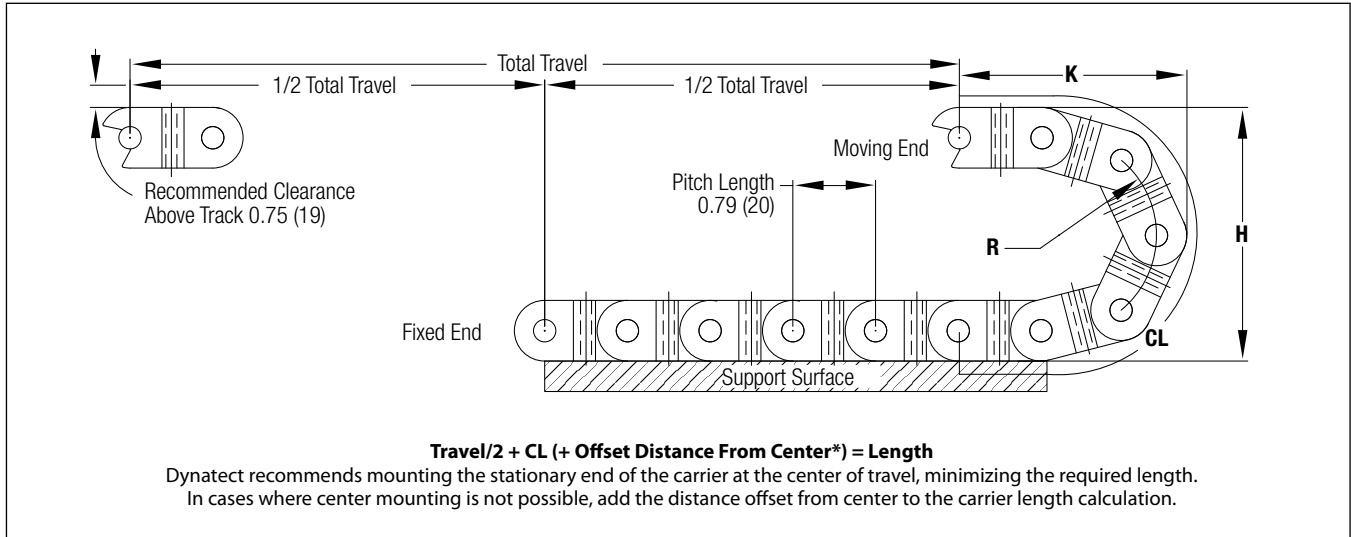 Total Travel
1/2 Total Travel
1/2 Total Travel
K
Moving End
Recommended Clearance
Above Track 0.75 (19)
Pitch Length
0.79 (20)
R
H
Fixed End
CL
Support Surface
Travel/2 + CL (+ Offset Distance From Center*) = Length
Dynatect recommends mounting the stationary end of the carrier at the center of travel, minimizing the required length.
In cases where center mounting is not possible, add the distance offset from center to the carrier length calculation.